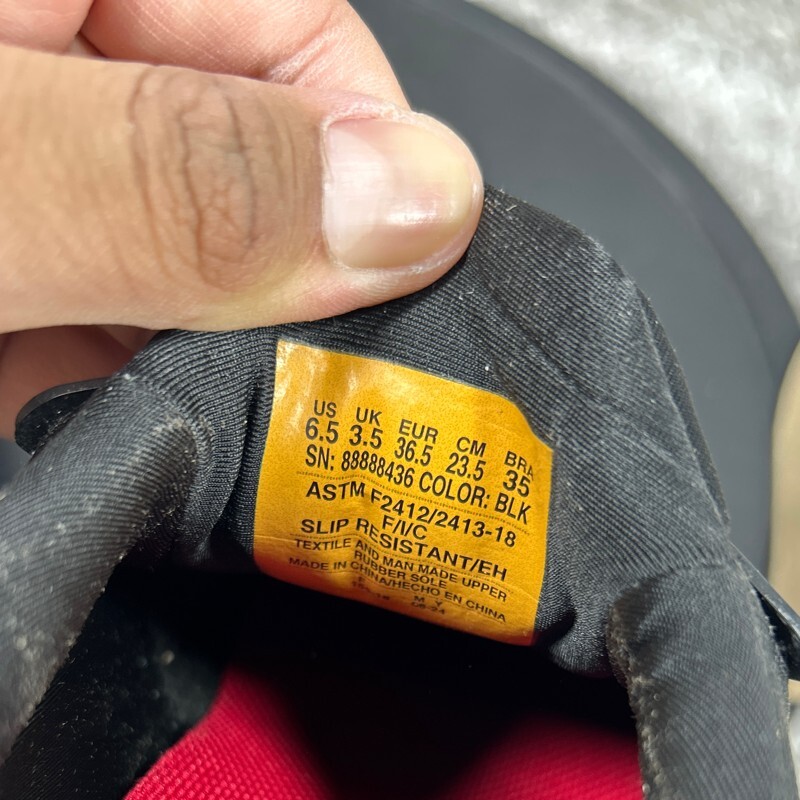 US UK EUR CM BRA
6.5 3.5 36.5 23.5 35
SN: 88888436 COLOR: BLK
ASTM F2412/2413-18
F/I/C
SLIP RESISTANT/EH
TEXTILE AND MAN MADE UPPER
RUBBER SOLE
MADE IN CHINA/HECHO EN CHINA
M Y